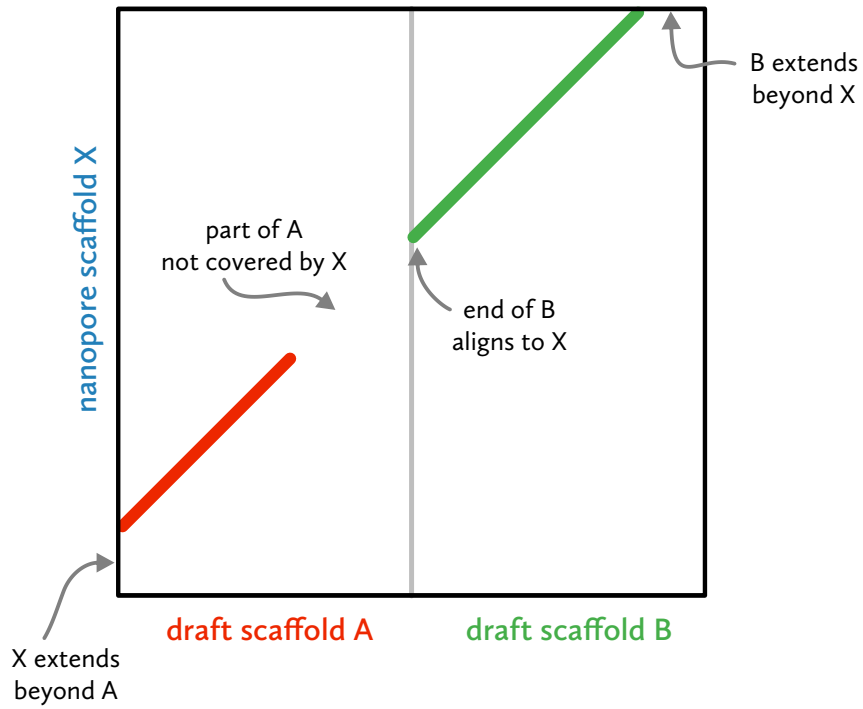 B extends
beyond X
nanopore scaffold X
part of A
not covered by X
end of B
aligns to X
draft scaffold A
draft scaffold B
X extends
beyond A